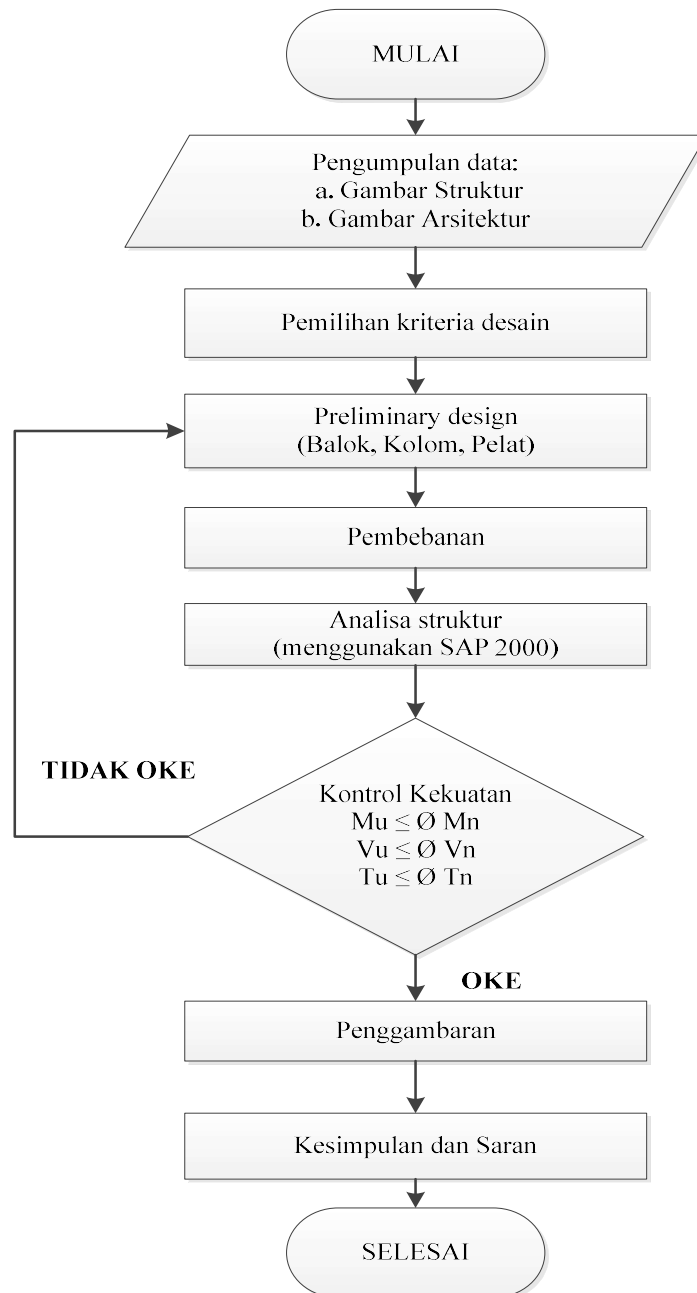 MULAI
Pengumpulan data:
a. Gambar Struktur
b. Gambar Arsitektur
Pemilihan kriteria desain
Preliminary design
(Balok, Kolom, Pelat)
Pembebanan
Analisa struktur
(menggunakan SAP 2000)
TIDAK OKE
Kontrol Kekuatan
Mu ≤ Ø Mn
Vu ≤ Ø Vn
Tu ≤ Ø Tn
OKE
Penggambaran
Kesimpulan dan Saran
SELESAI